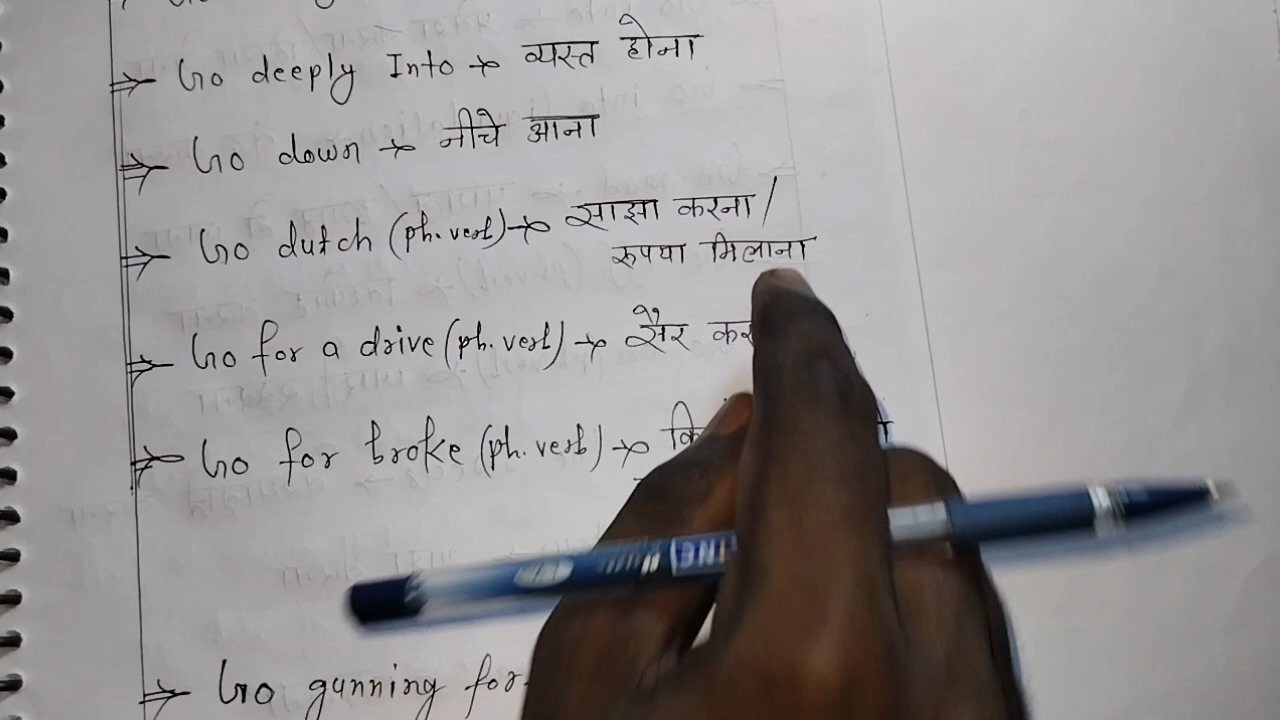 ⇒ Go deeply Into → व्यस्त होना
⇒ Go down → नीचे आना
⇒ Go dutch (ph. verb) → साझा करना/
रूपया मिलाना
⇒ Go for a drive (ph. verb) → सैर
⇒ Go for broke (ph. verb) →
⇒ Go gunning for